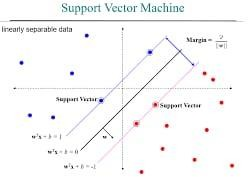 Support Vector Machine
linearly separable data
Margin = 2 / ||w||
Support Vector
Support Vector
wᵀx + b = 1
w
wᵀx + b = 0
wᵀx + b = -1